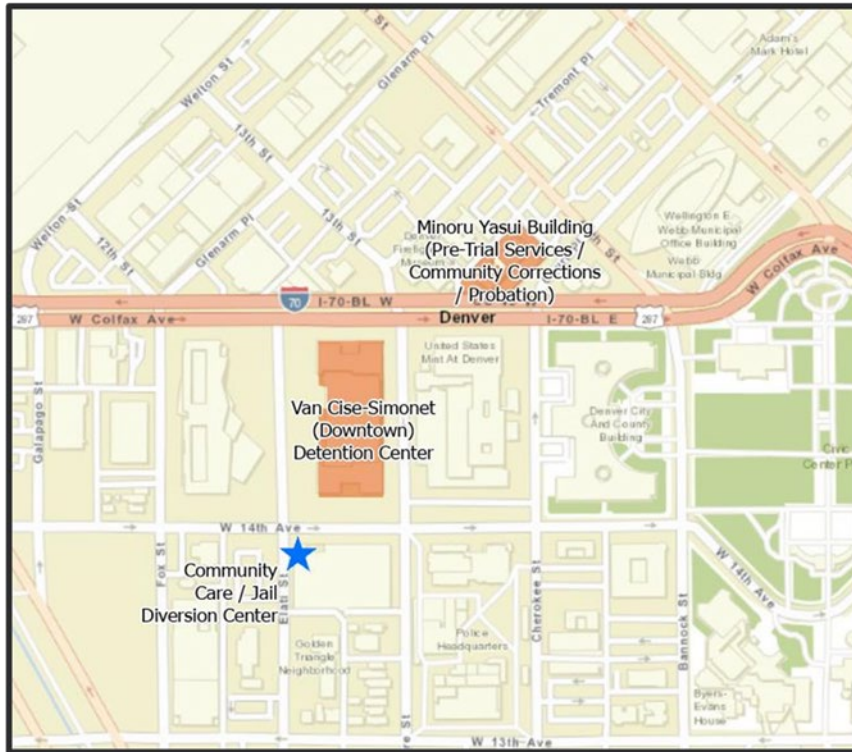 Adam's
Mark Hotel
Welton St
Glenarm Pl
Tremont Pl
13th St
13th St
Welton St
12th St
Glenarm Pl
Minoru Yasui Building
(Pre-Trial Services /
Community Corrections
/ Probation)
Wellington E
Webb Municipal
Office Building
Webb
Municipal Bldg
W Colfax Ave
70
I-70-BL W
287
W Colfax Ave
Denver
I-70-BL E
287
United States
Mint At Denver
Galapago St
Van Cise-Simonet
(Downtown)
Detention Center
Denver City
And County
Building
Civic
Center P
W 14th Ave
Fox St
Elati St
Community
Care / Jail
Diversion Center
Cherokee St
Bannock St
W 14th Ave
Golden
Triangle
Neighborhood
Police
Headquarters
Byers-
Evans
House
re St
W 13th Ave